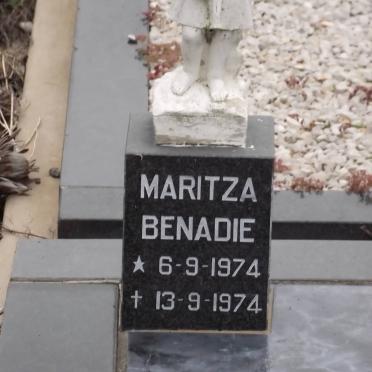 MARITZA
BENADIE
★ 6-9-1974
✝ 13-9-1974